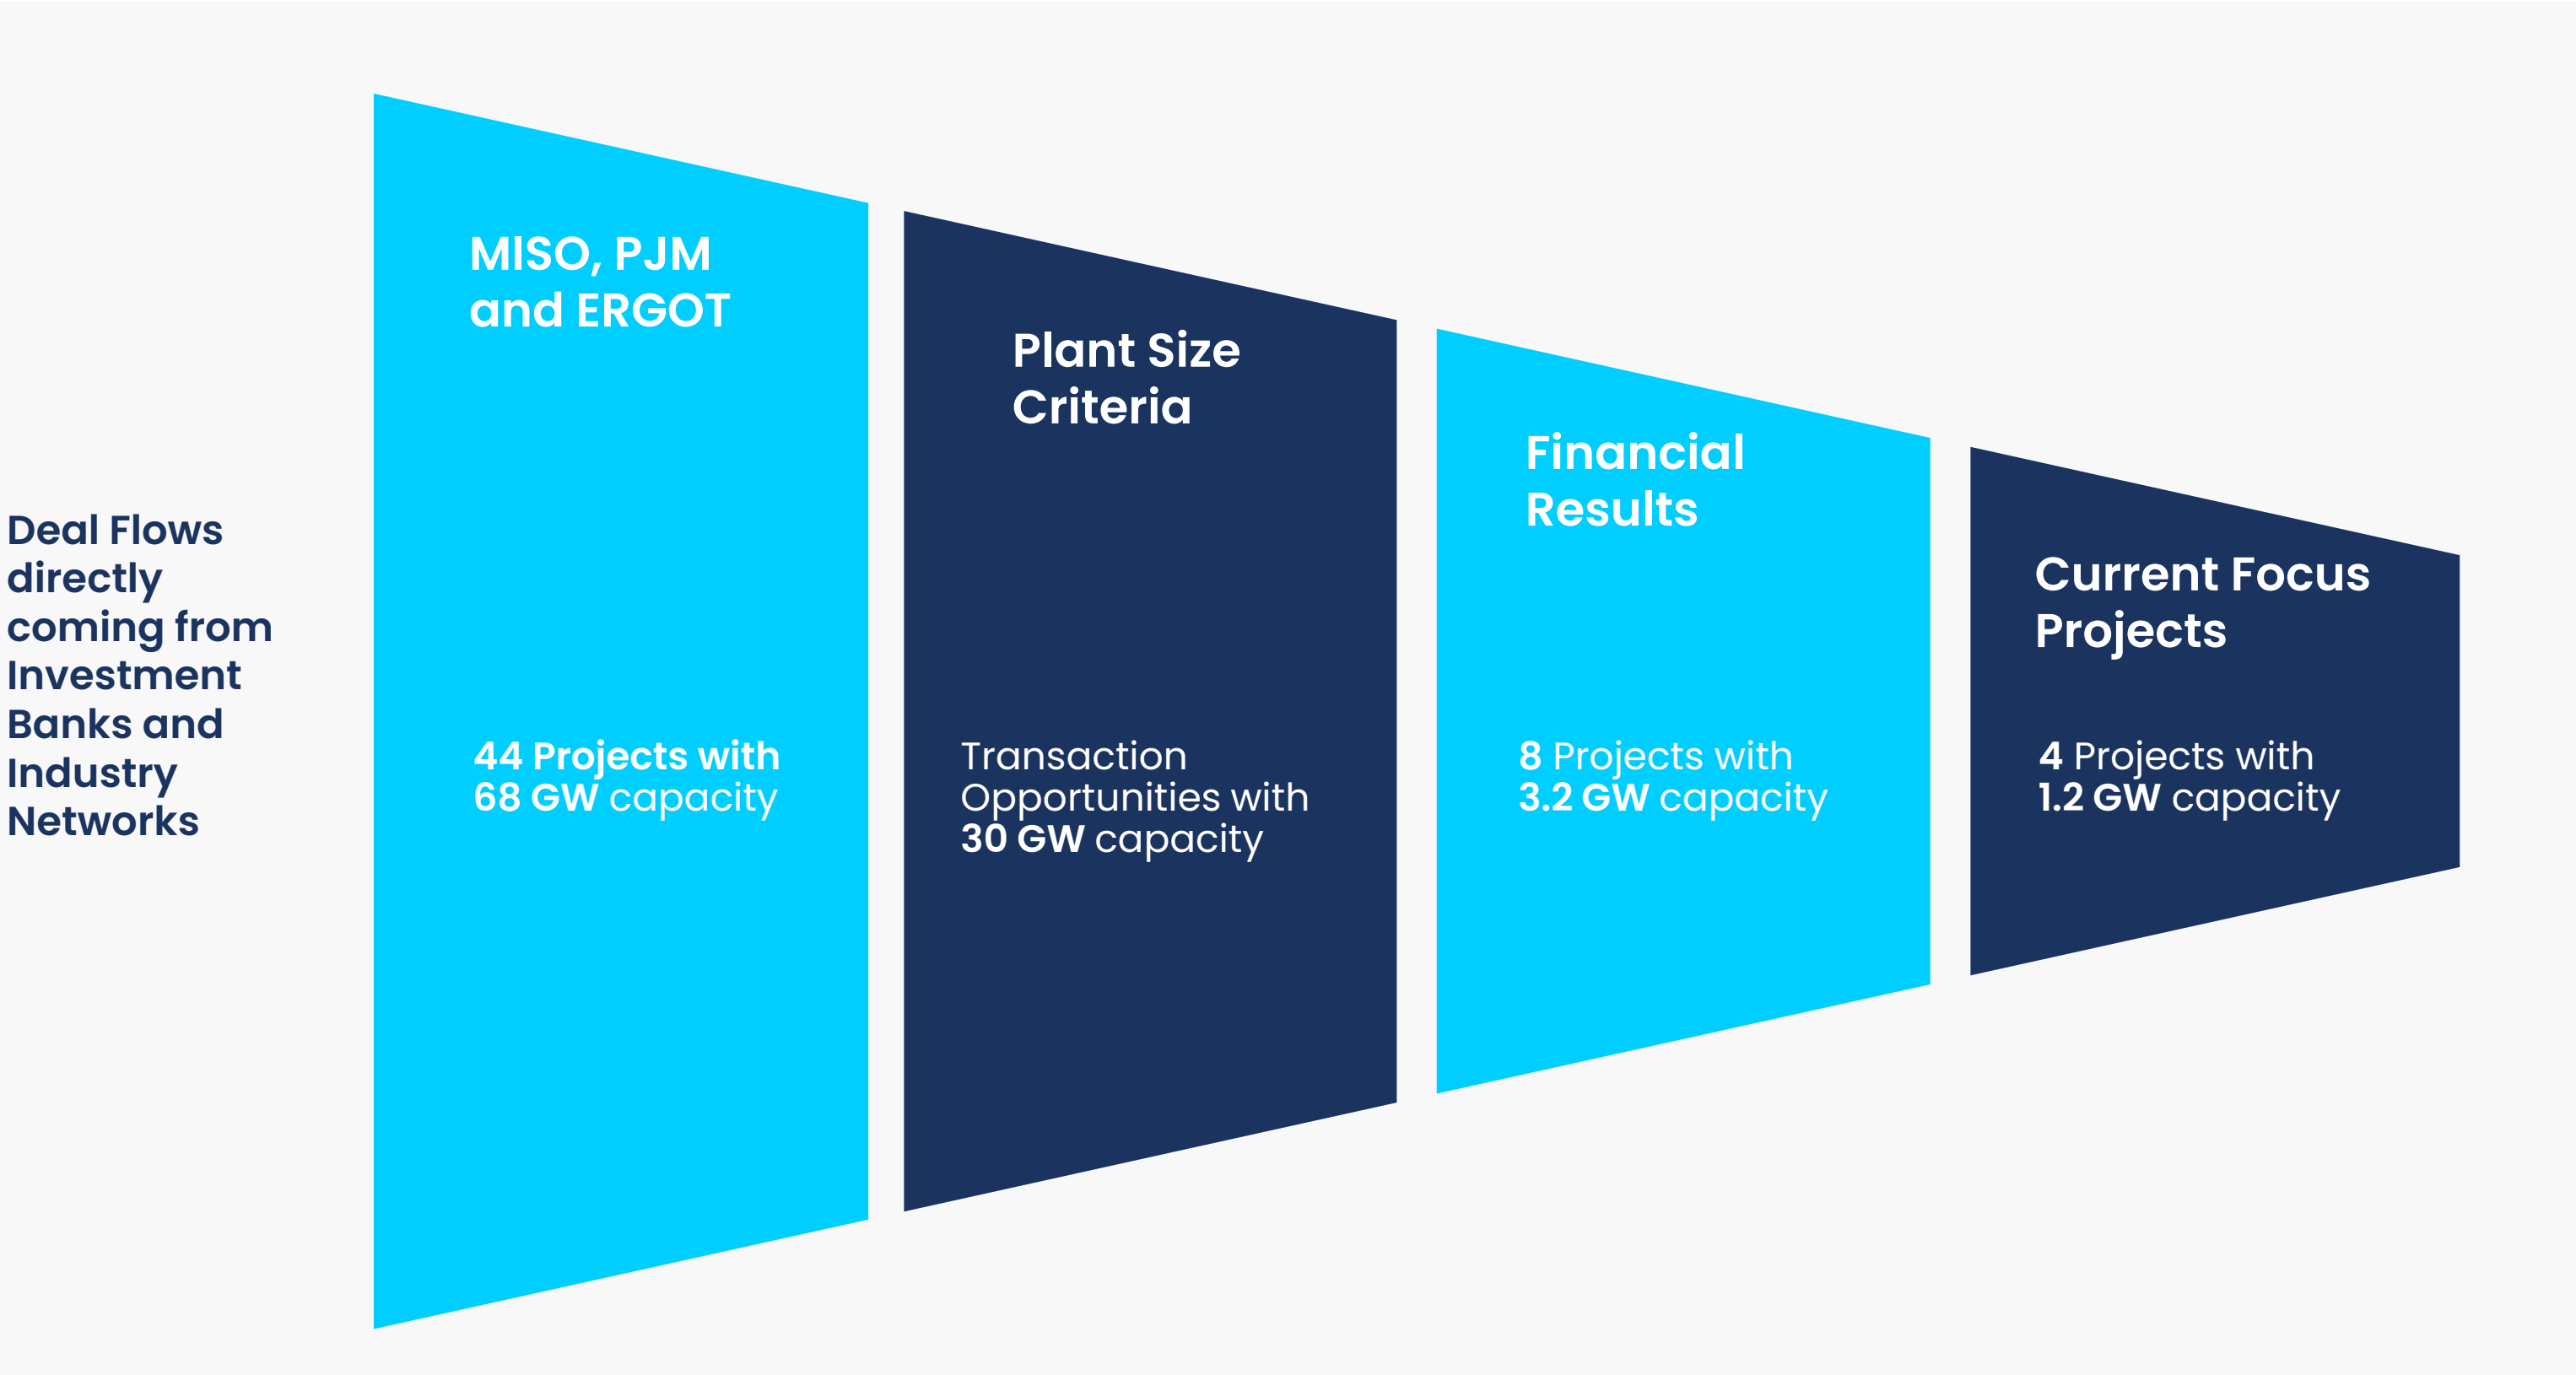 Deal Flows
directly
coming from
Investment
Banks and
Industry
Networks
MISO, PJM
and ERGOT
44 Projects with
68 GW capacity
Plant Size
Criteria
Transaction
Opportunities with
30 GW capacity
Financial
Results
8 Projects with
3.2 GW capacity
Current Focus
Projects
4 Projects with
1.2 GW capacity